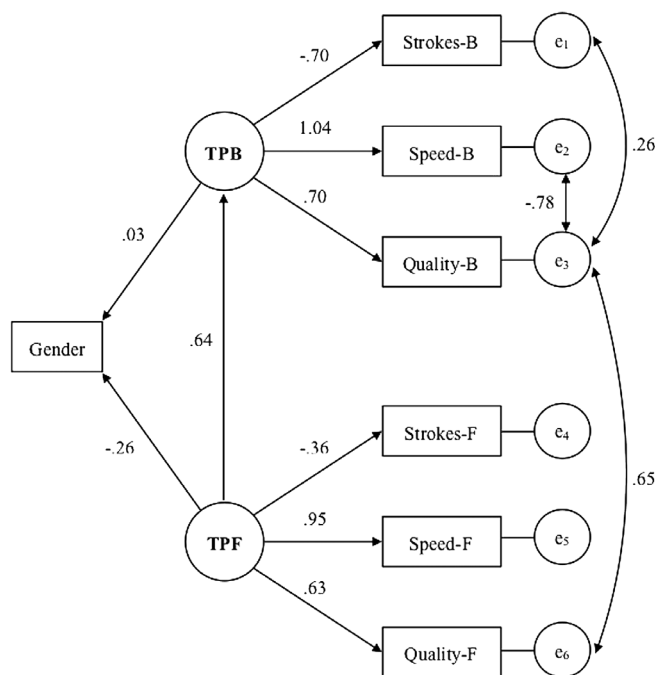 -.70
Strokes-B
e₁
1.04
TPB
Speed-B
e₂
.26
.70
-.78
.03
Quality-B
e₃
Gender
.64
-.26
-.36
Strokes-F
e₄
.65
TPF
.95
Speed-F
e₅
.63
Quality-F
e₆